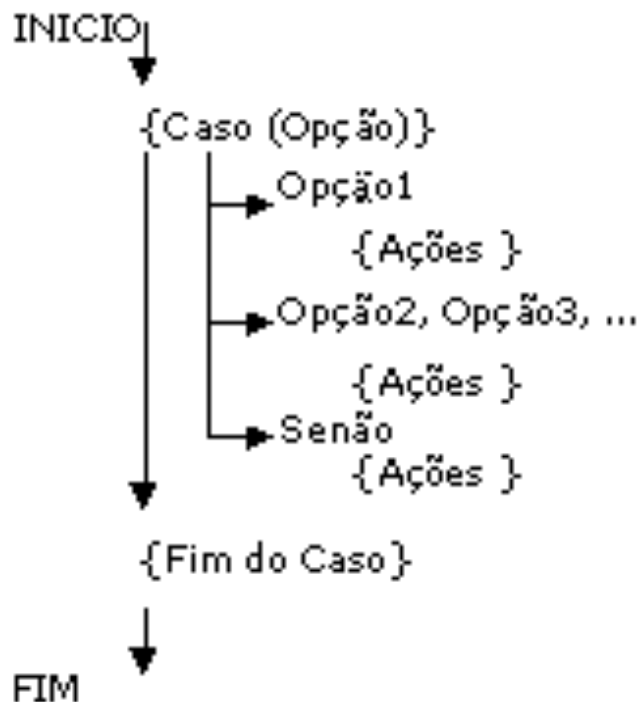 INICIO
{Caso (Opção)}
Opção1
{Ações }
Opção2, Opção3, ...
{Ações }
Senão
{Ações }
{Fim do Caso}
FIM